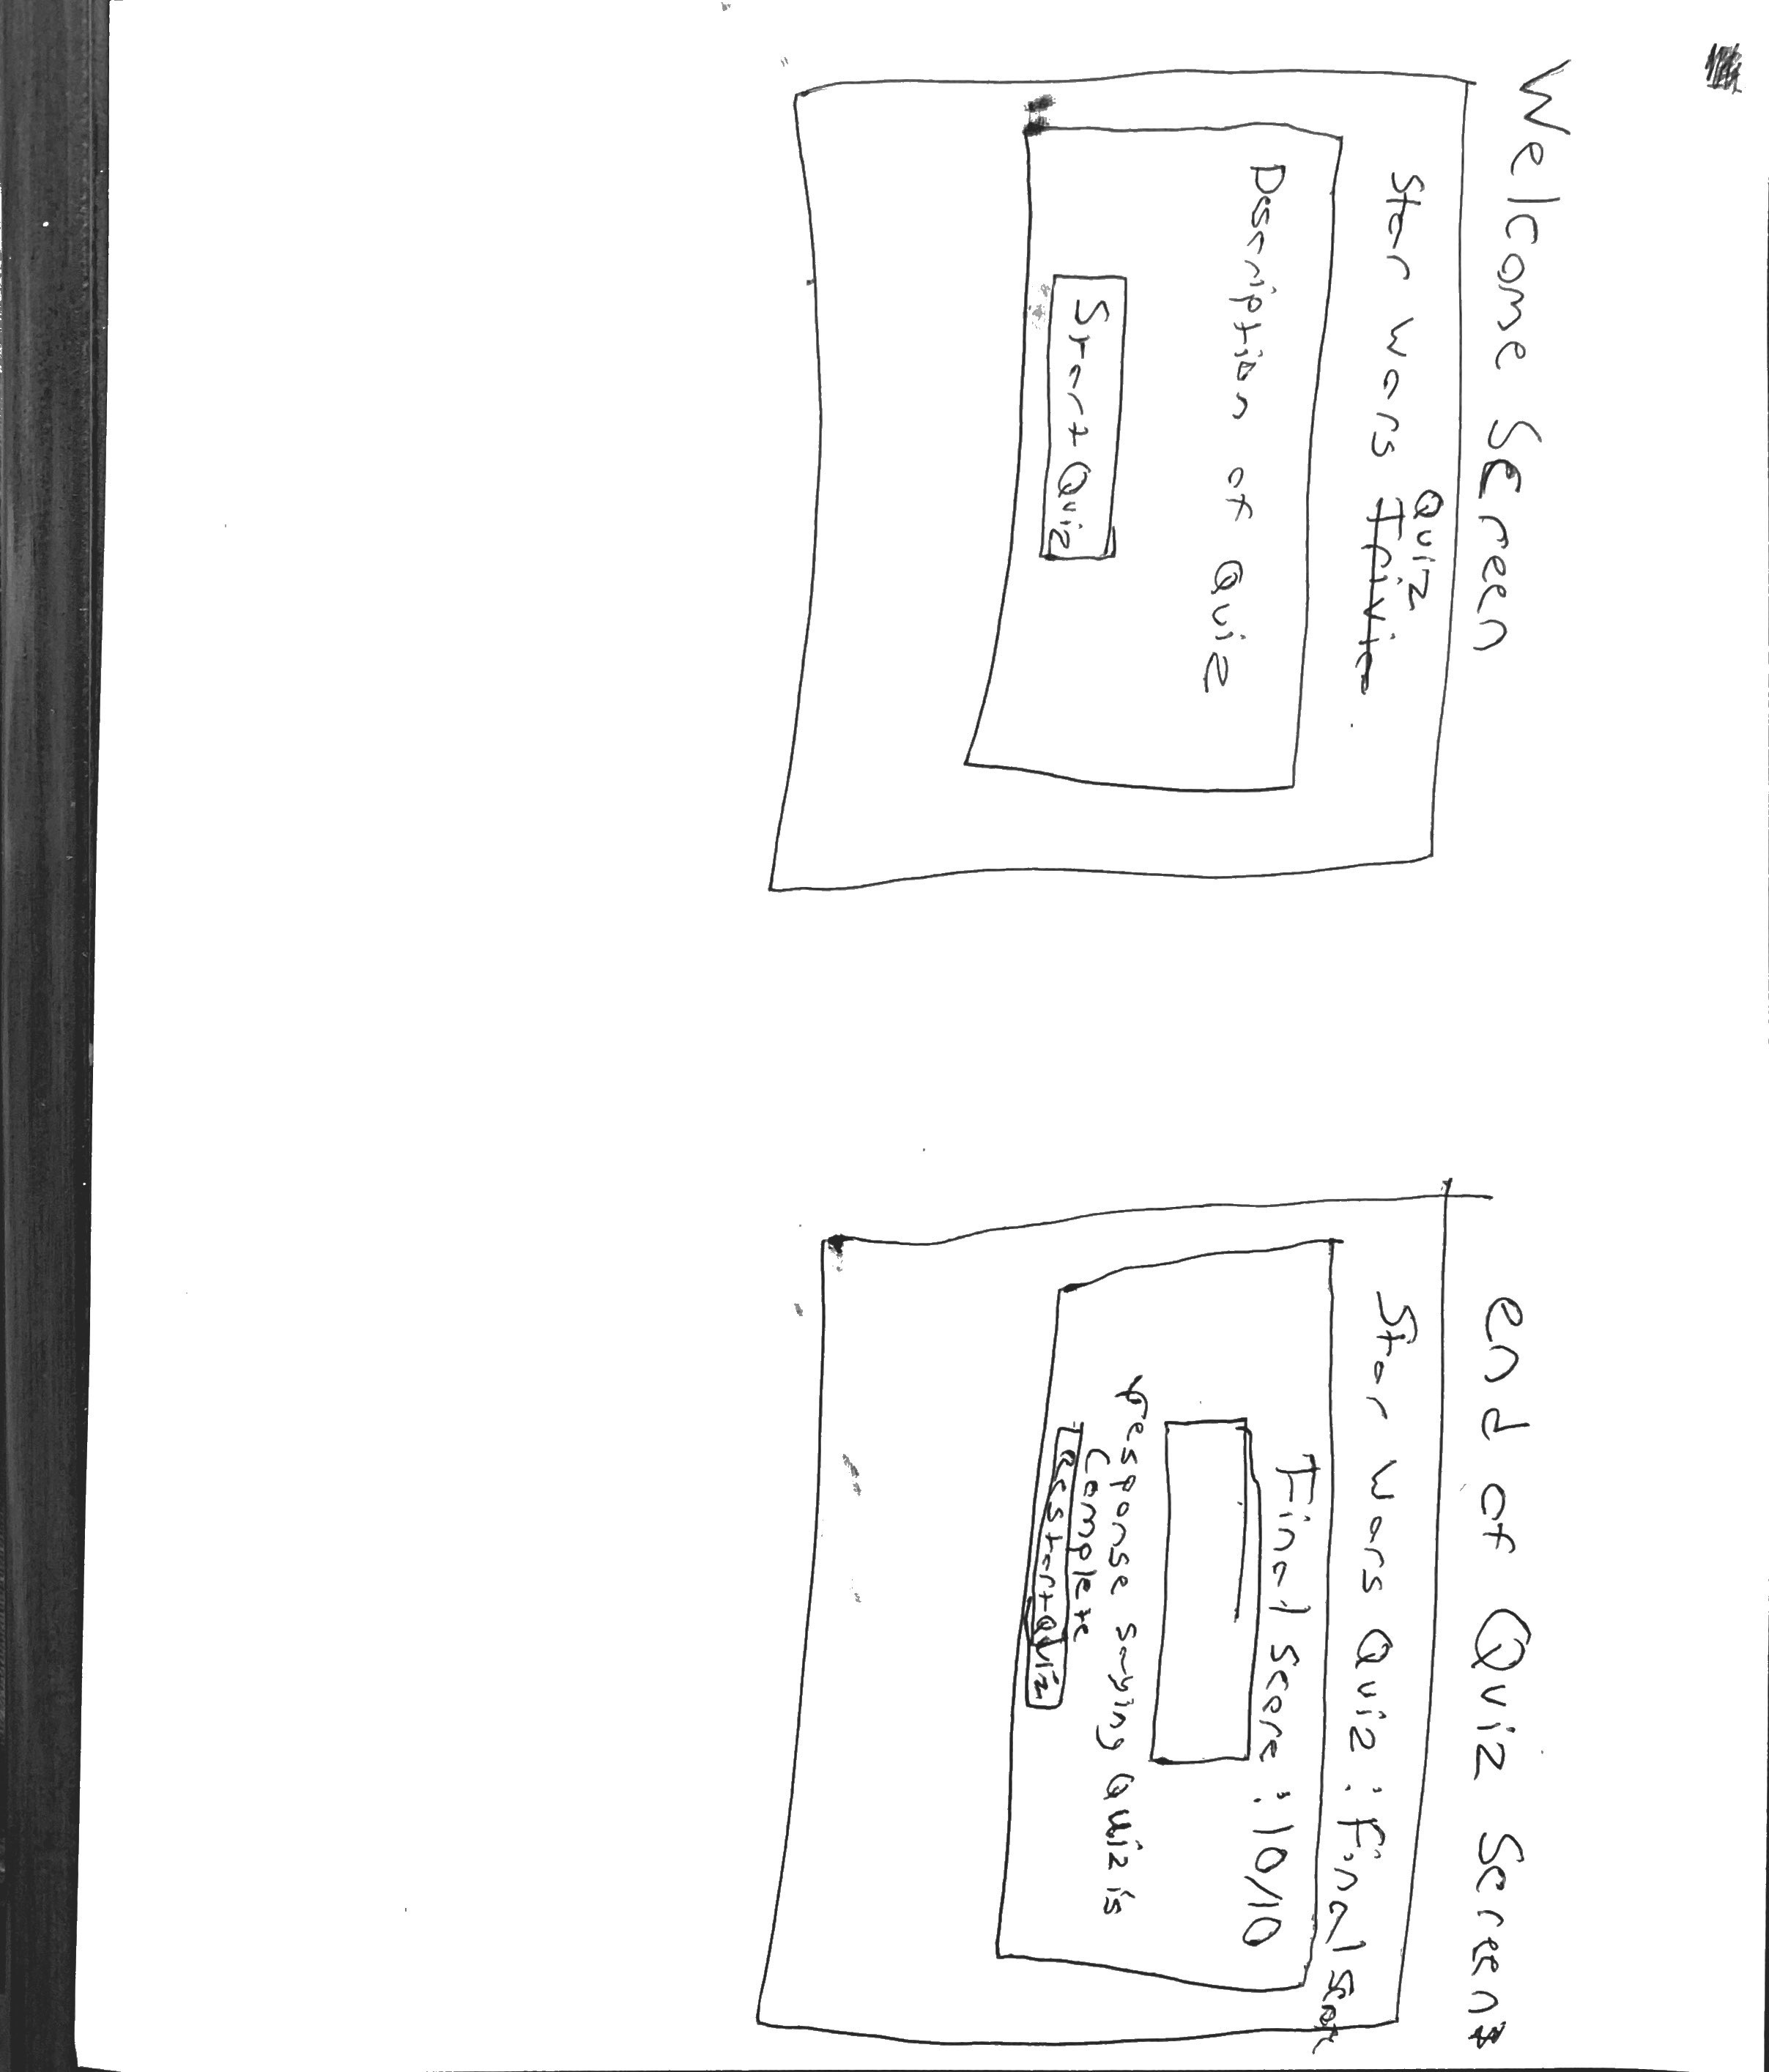 Welcome Screen
Star Wars Trivia
Quiz
Description of Quiz
Start Quiz
end of Quiz Screens
Star Wars Quiz: Final Score
Final Score: 10/10
response saying Quiz is
Complete
Restart Quiz